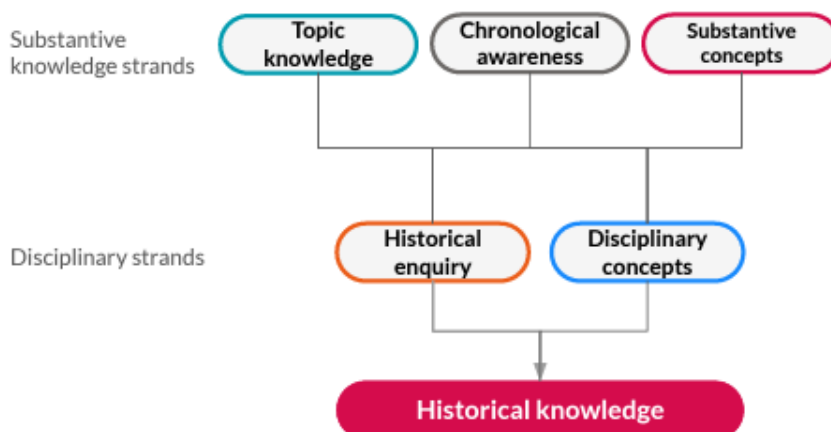 Substantive
knowledge strands
Topic
knowledge
Chronological
awareness
Substantive
concepts
Disciplinary strands
Historical
enquiry
Disciplinary
concepts
Historical knowledge